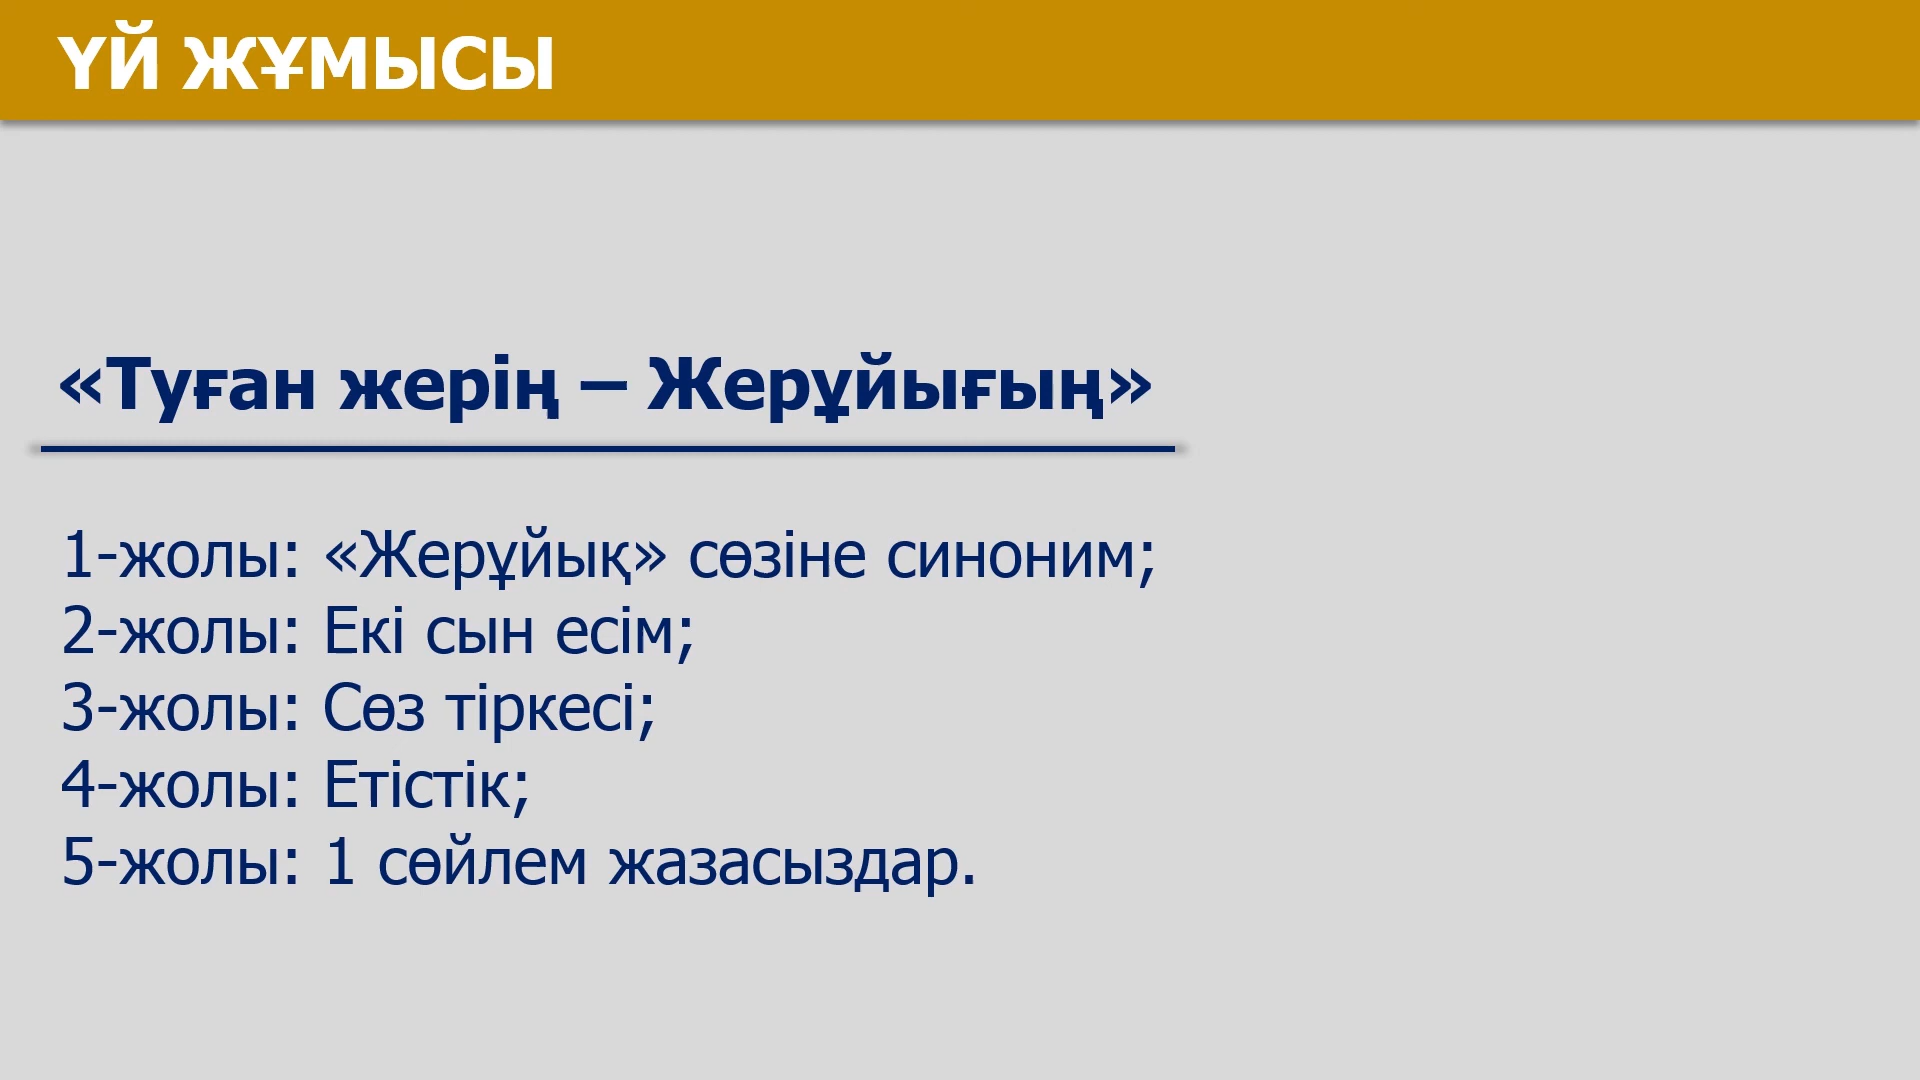 ҮЙ ЖҰМЫСЫ
«Туған жерің – Жерұйығың»
1-жолы: «Жерұйық» сөзіне синоним;
2-жолы: Екі сын есім;
3-жолы: Сөз тіркесі;
4-жолы: Етістік;
5-жолы: 1 сөйлем жазасыздар.